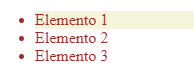 • Elemento 1
• Elemento 2
• Elemento 3